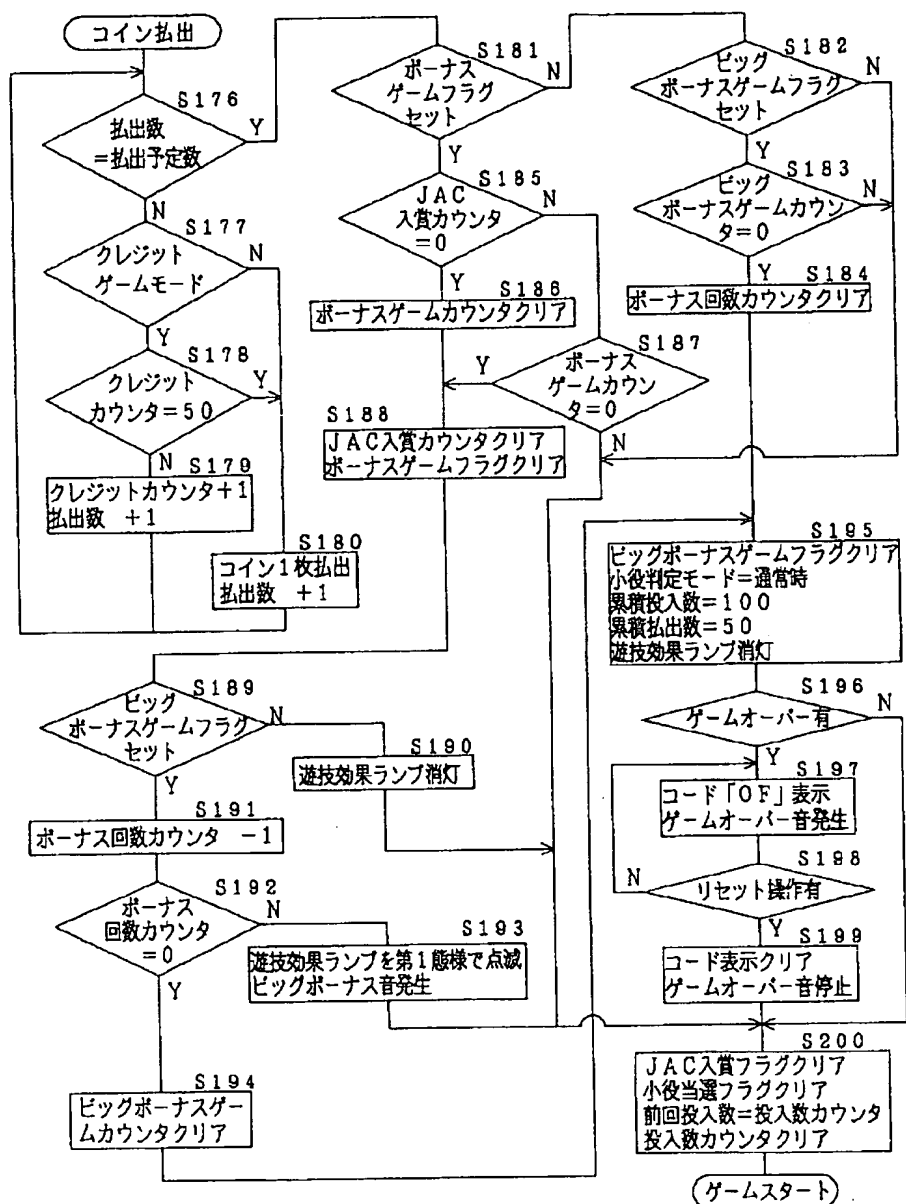 コイン払出
S176
払出数
=払出予定数
Y
N
S177
クレジット
ゲームモード
N
Y
S178
クレジット
カウンタ=50
Y
N
S179
クレジットカウンタ+1
払出数 +1
S180
コイン1枚払出
払出数 +1
S181
ボーナス
ゲームフラグ
セット
N
Y
S182
ビッグ
ボーナスゲームフラグ
セット
N
Y
S183
ビッグ
ボーナスゲームカウン
タ=0
N
Y
S184
ボーナス回数カウンタクリア
S185
JAC
入賞カウンタ
=0
N
Y
S186
ボーナスゲームカウンタクリア
S187
ボーナス
ゲームカウン
タ=0
Y
N
S188
JAC入賞カウンタクリア
ボーナスゲームフラグクリア
S189
ビッグ
ボーナスゲームフラグ
セット
N
Y
S190
遊技効果ランプ消灯
S191
ボーナス回数カウンタ -1
S192
ボーナス
回数カウンタ
=0
N
Y
S193
遊技効果ランプを第1態様で点滅
ビッグボーナス音発生
S194
ビッグボーナスゲー
ムカウンタクリア
S195
ビッグボーナスゲームフラグクリア
小役判定モード=通常時
累積投入数=100
累積払出数=50
遊技効果ランプ消灯
S196
ゲームオーバー有
N
Y
S197
コード「OF」表示
ゲームオーバー音発生
S198
リセット操作有
N
Y
S199
コード表示クリア
ゲームオーバー音停止
S200
JAC入賞フラグクリア
小役当選フラグクリア
前回投入数=投入数カウンタ
投入数カウンタクリア
ゲームスタート